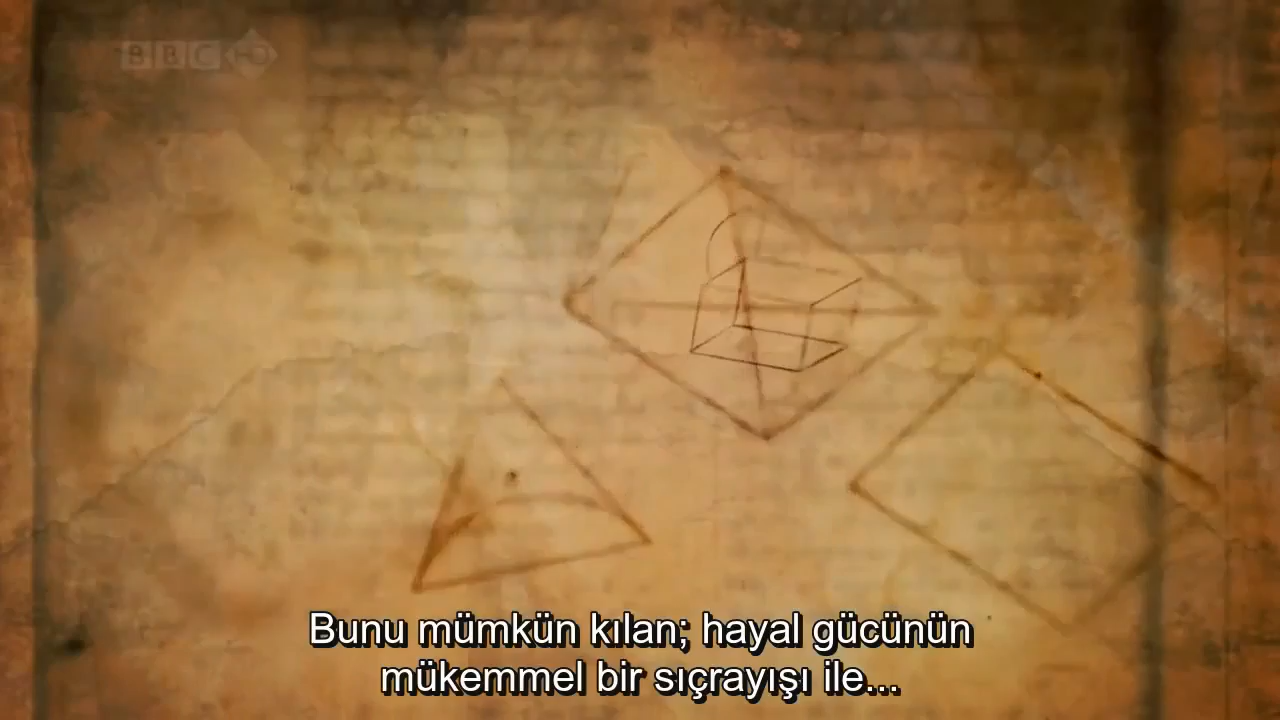 BBC HD
Bunu mümkün kılan; hayal gücünün
mükemmel bir sıçrayışı ile...